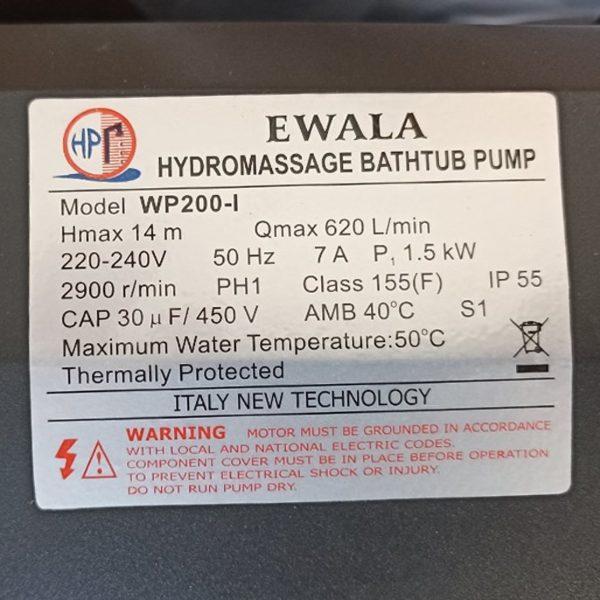 HPr
EWALA
HYDROMASSAGE BATHTUB PUMP
Model WP200-I
Hmax 14 m Qmax 620 L/min
220-240V 50 Hz 7 A P₁ 1.5 kW
2900 r/min PH1 Class 155(F) IP 55
CAP 30 μF/ 450 V AMB 40°C S1
Maximum Water Temperature:50°C
Thermally Protected
ITALY NEW TECHNOLOGY
WARNING MOTOR MUST BE GROUNDED IN ACCORDANCE
WITH LOCAL AND NATIONAL ELECTRIC CODES.
COMPONENT COVER MUST BE IN PLACE BEFORE OPERATION
TO PREVENT ELECTRICAL SHOCK OR INJURY.
DO NOT RUN PUMP DRY.